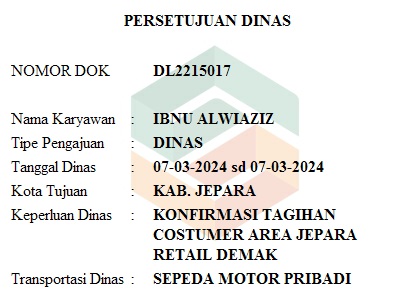 PERSETUJUAN DINAS
NOMOR DOK DL2215017
Nama Karyawan : IBNU ALWIAZIZ
Tipe Pengajuan : DINAS
Tanggal Dinas : 07-03-2024 sd 07-03-2024
Kota Tujuan : KAB. JEPARA
Keperluan Dinas : KONFIRMASI TAGIHAN
COSTUMER AREA JEPARA
RETAIL DEMAK
Transportasi Dinas : SEPEDA MOTOR PRIBADI